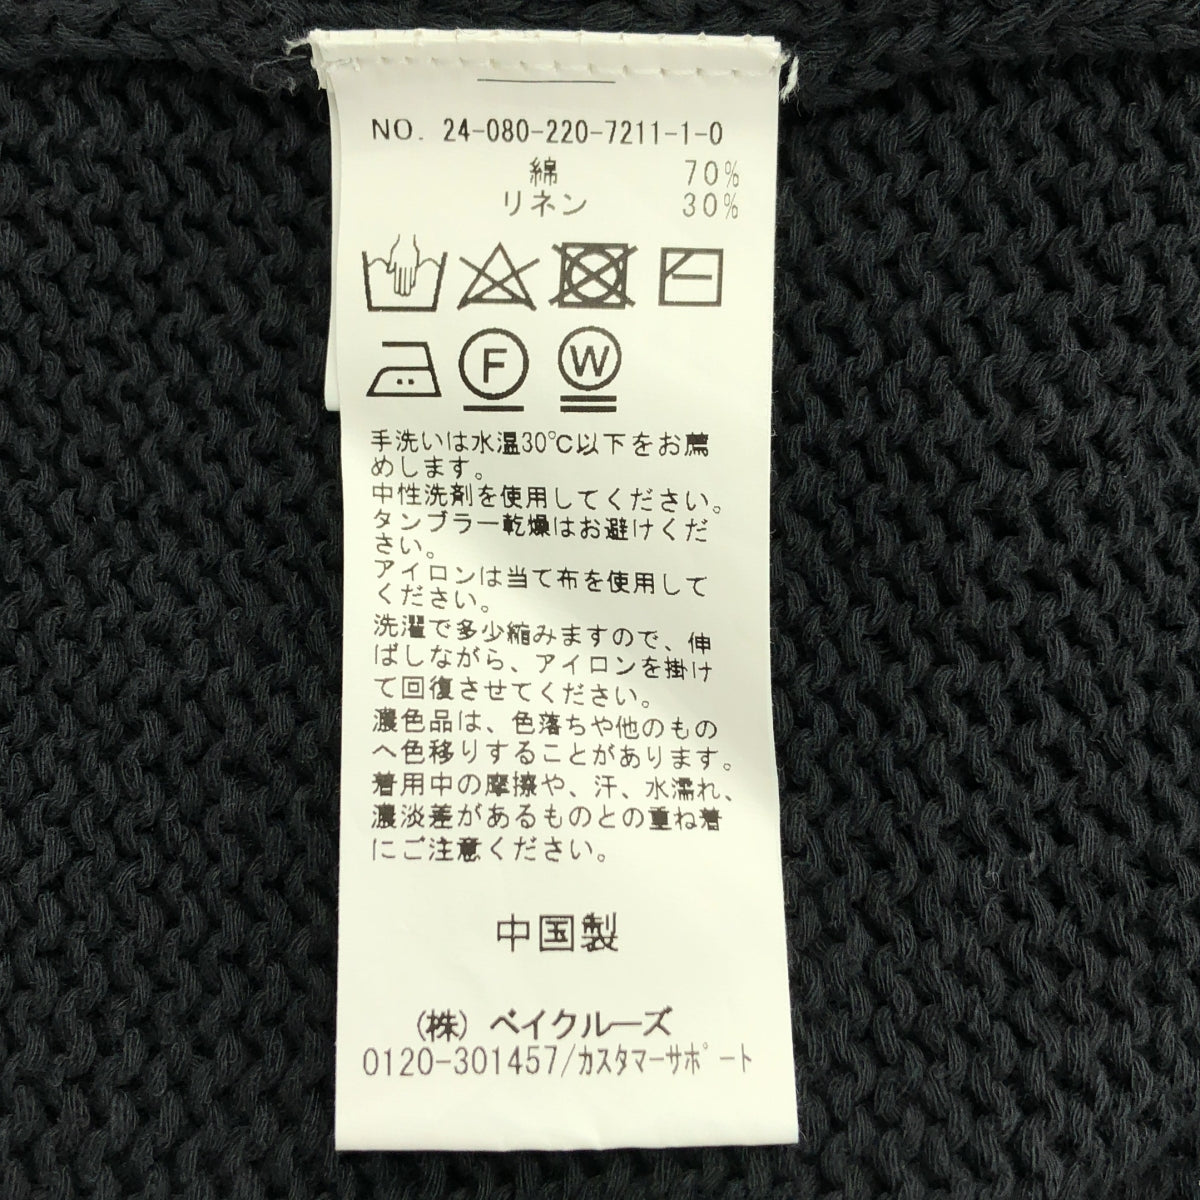 NO. 24-080-220-7211-1-0
綿 70%
リネン 30%
F W
手洗いは水温30℃以下をお薦
めします。
中性洗剤を使用してください。
タンブラー乾燥はお避けくだ
さい。
アイロンは当て布を使用して
ください。
洗濯で多少縮みますので、伸
ばしながら、アイロンを掛け
て回復させてください。
濃色品は、色落ちや他のもの
へ色移りすることがあります。
着用中の摩擦や、汗、水濡れ、
濃淡差があるものとの重ね着
にご注意ください。
中国製
(株) ベイクルーズ
0120-301457/カスタマーサポート